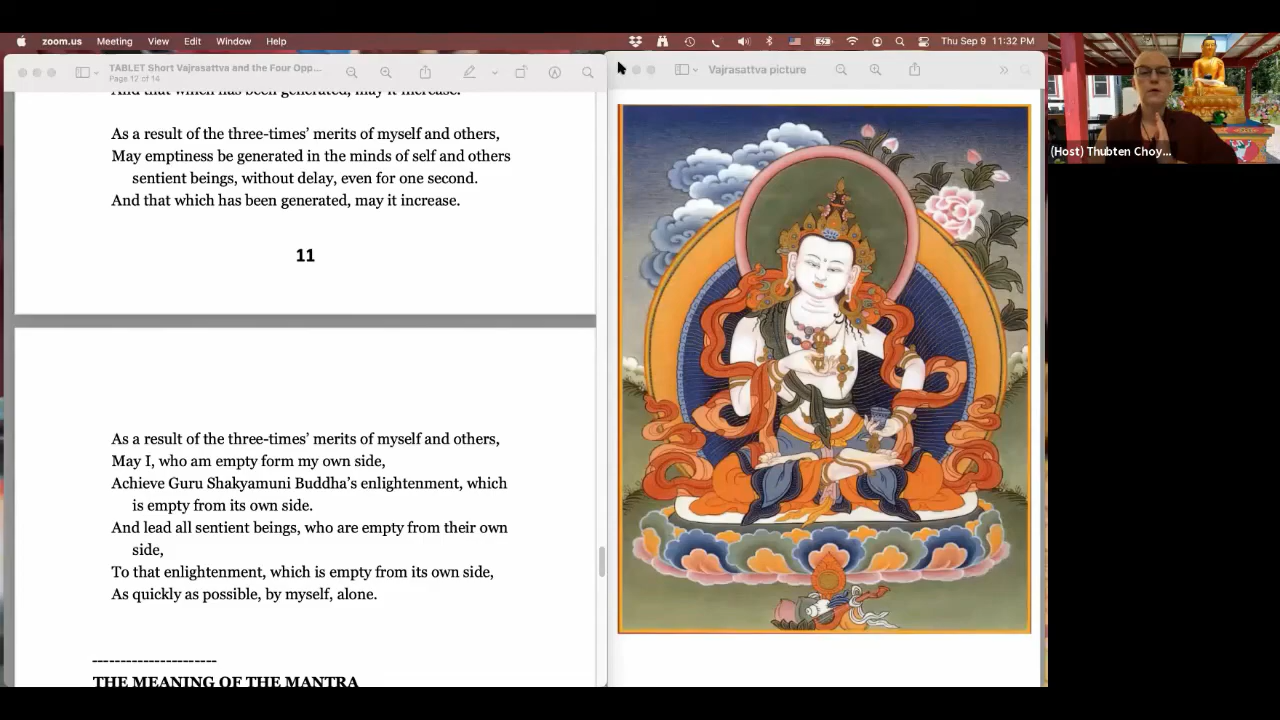 zoom.us Meeting View Edit Window Help
Thu Sep 9 11:32 PM
TABLET Short Vajrasattva and the Four Opp...
Page 12 of 14
And that which has been generated, may it increase.
As a result of the three-times’ merits of myself and others,
May emptiness be generated in the minds of self and others
sentient beings, without delay, even for one second.
And that which has been generated, may it increase.
11
As a result of the three-times’ merits of myself and others,
May I, who am empty form my own side,
Achieve Guru Shakyamuni Buddha’s enlightenment, which
is empty from its own side.
And lead all sentient beings, who are empty from their own
side,
To that enlightenment, which is empty from its own side,
As quickly as possible, by myself, alone.
----------------------
THE MEANING OF THE MANTRA
Vajrasattva picture
(Host) Thubten Choy...